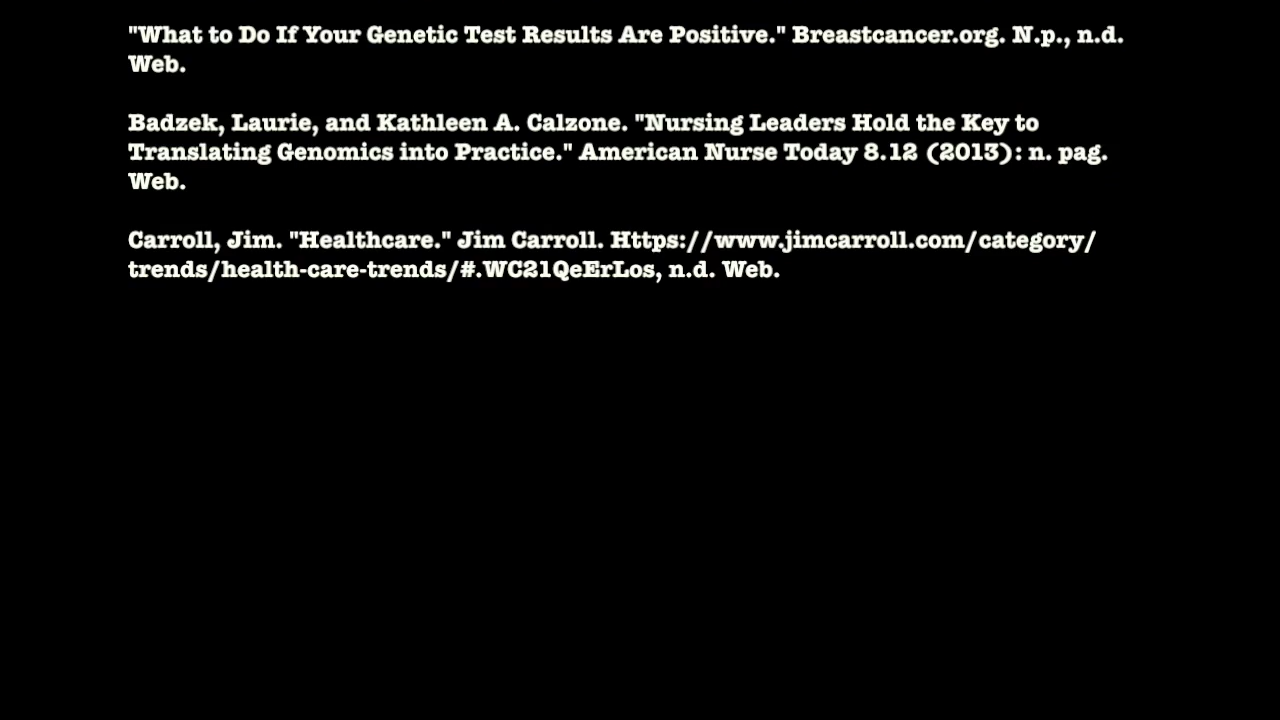 "What to Do If Your Genetic Test Results Are Positive." Breastcancer.org. N.p., n.d.
Web.
Badzek, Laurie, and Kathleen A. Calzone. "Nursing Leaders Hold the Key to
Translating Genomics into Practice." American Nurse Today 8.12 (2013): n. pag.
Web.
Carroll, Jim. "Healthcare." Jim Carroll. Https://www.jimcarroll.com/category/
trends/health-care-trends/#.WC21QeErLos, n.d. Web.